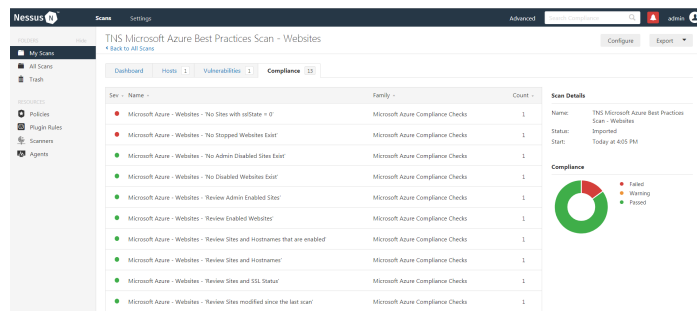 Nessus N
Scans
Settings
Advanced
Search Compliance
admin
FOLDERS
Hide
My Scans
All Scans
Trash
RESOURCES
Policies
Plugin Rules
Scanners
Agents
TNS Microsoft Azure Best Practices Scan - Websites
Back to All Scans
Configure
Export
Dashboard
Hosts 1
Vulnerabilities 1
Compliance 15
Sev Name Family Count
Microsoft Azure - Websites - 'No Sites with sslState = 0' Microsoft Azure Compliance Checks 1
Microsoft Azure - Websites - 'No Stopped Websites Exist' Microsoft Azure Compliance Checks 1
Microsoft Azure - Websites - 'No Admin Disabled Sites Exist' Microsoft Azure Compliance Checks 1
Microsoft Azure - Websites - 'No Disabled Websites Exist' Microsoft Azure Compliance Checks 1
Microsoft Azure - Websites - 'Review Admin Enabled Sites' Microsoft Azure Compliance Checks 1
Microsoft Azure - Websites - 'Review Enabled Websites' Microsoft Azure Compliance Checks 1
Microsoft Azure - Websites - 'Review Sites and Hostnames that are enabled' Microsoft Azure Compliance Checks 1
Microsoft Azure - Websites - 'Review Sites and Hostnames' Microsoft Azure Compliance Checks 1
Microsoft Azure - Websites - 'Review Sites and SSL Status' Microsoft Azure Compliance Checks 1
Microsoft Azure - Websites - 'Review Sites modified since the last scan' Microsoft Azure Compliance Checks 1
Scan Details
Name: TNS Microsoft Azure Best Practices
Scan - Websites
Status: Imported
Start: Today at 4:05 PM
Compliance
Failed
Warning
Passed